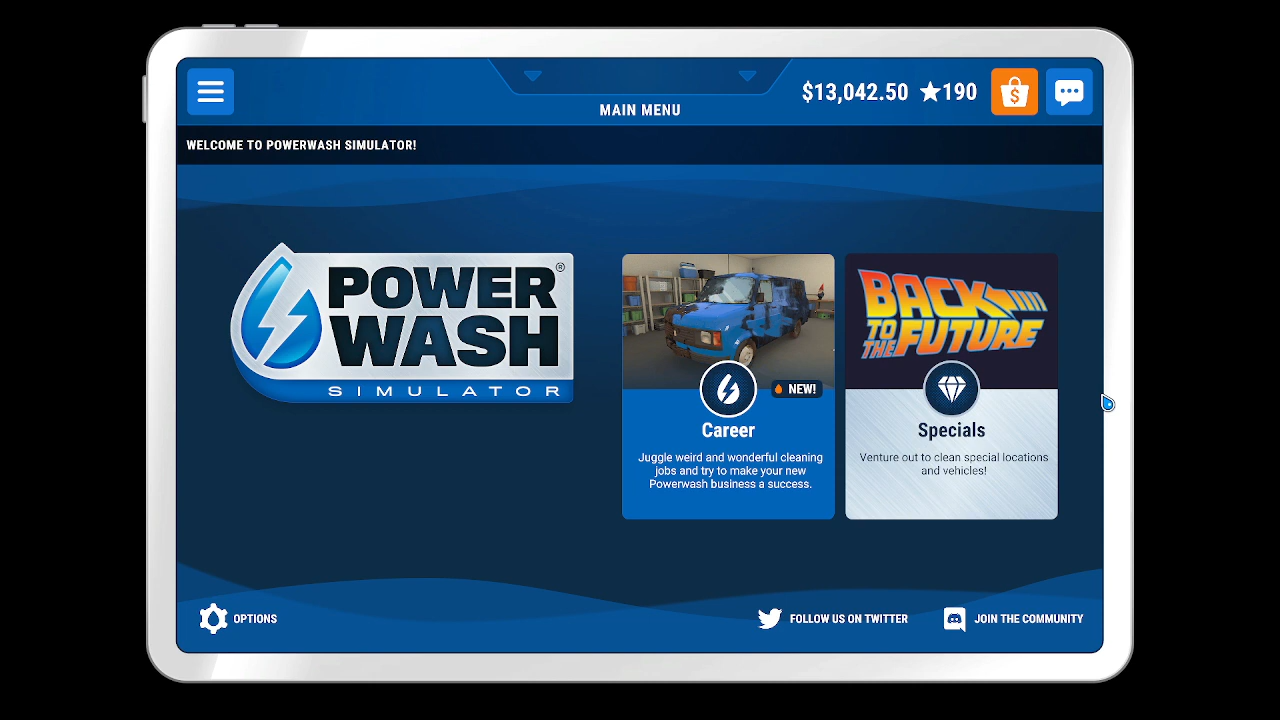 $13,042.50 ★190
MAIN MENU
WELCOME TO POWERWASH SIMULATOR!
POWER
WASH
SIMULATOR
®
BACK
TO THE FUTURE
NEW!
Career
Juggle weird and wonderful cleaning
jobs and try to make your new
Powerwash business a success.
Specials
Venture out to clean special locations
and vehicles!
OPTIONS
FOLLOW US ON TWITTER
JOIN THE COMMUNITY